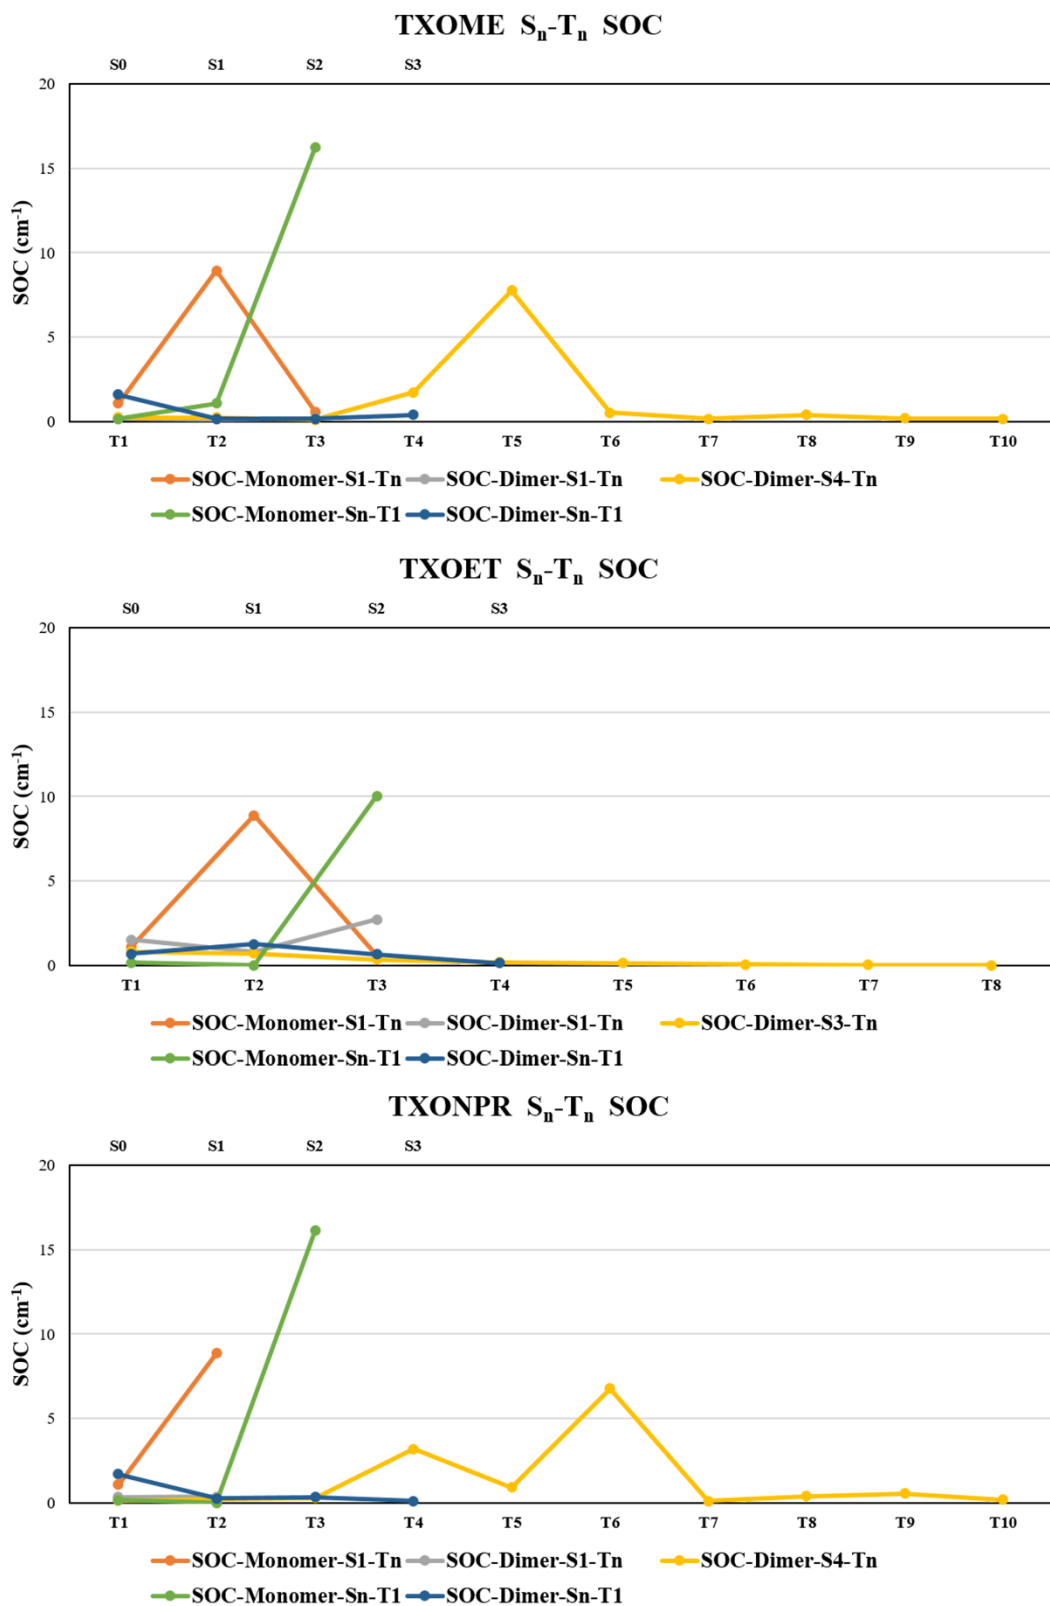 TXOME Sn-Tn SOC
S0 S1 S2 S3
20
15
10
5
0
SOC (cm-1)
T1 T2 T3 T4 T5 T6 T7 T8 T9 T10
SOC-Monomer-S1-Tn SOC-Dimer-S1-Tn SOC-Dimer-S4-Tn
SOC-Monomer-Sn-T1 SOC-Dimer-Sn-T1
TXOET Sn-Tn SOC
S0 S1 S2 S3
20
15
10
5
0
SOC (cm-1)
T1 T2 T3 T4 T5 T6 T7 T8
SOC-Monomer-S1-Tn SOC-Dimer-S1-Tn SOC-Dimer-S3-Tn
SOC-Monomer-Sn-T1 SOC-Dimer-Sn-T1
TXONPR Sn-Tn SOC
S0 S1 S2 S3
20
15
10
5
0
SOC (cm-1)
T1 T2 T3 T4 T5 T6 T7 T8 T9 T10
SOC-Monomer-S1-Tn SOC-Dimer-S1-Tn SOC-Dimer-S4-Tn
SOC-Monomer-Sn-T1 SOC-Dimer-Sn-T1